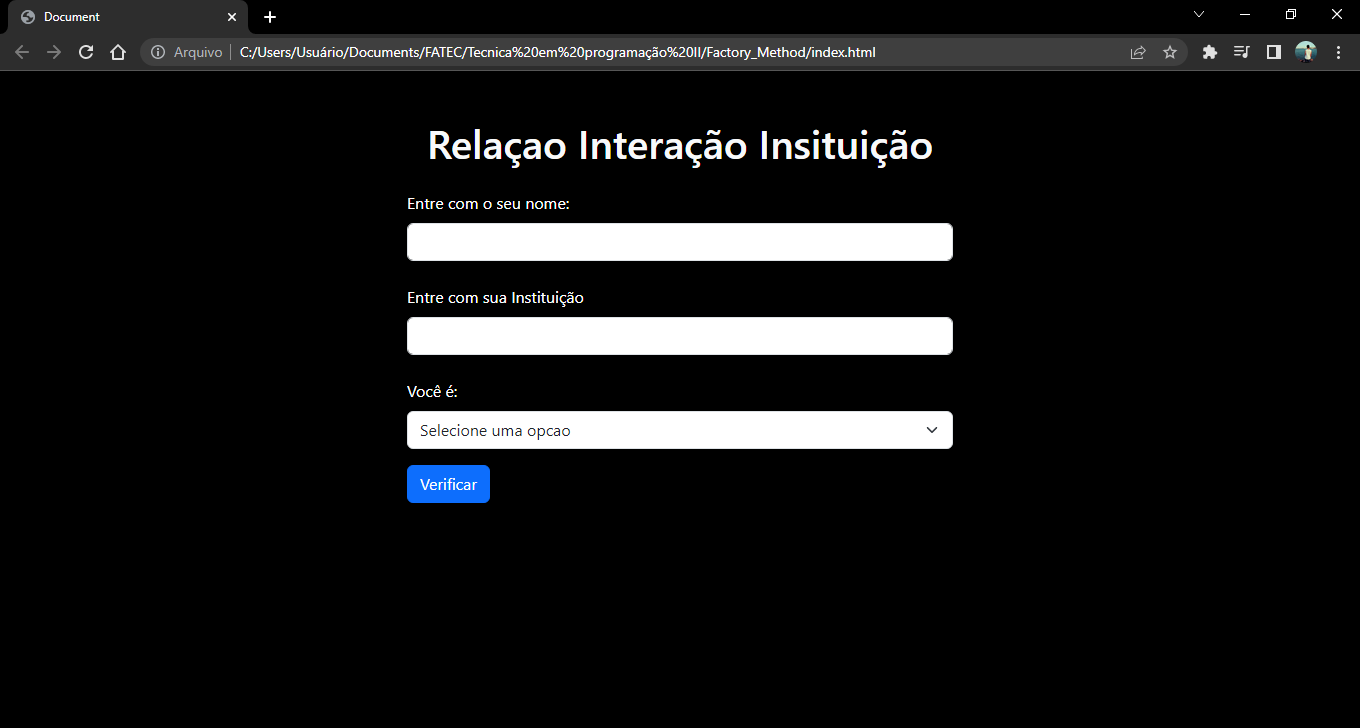 Document
Arquivo
C:/Users/Usuário/Documents/FATEC/Tecnica%20em%20programação%20II/Factory_Method/index.html
Relaçao Interação Insituição
Entre com o seu nome:
Entre com sua Instituição
Você é:
Selecione uma opcao
Verificar